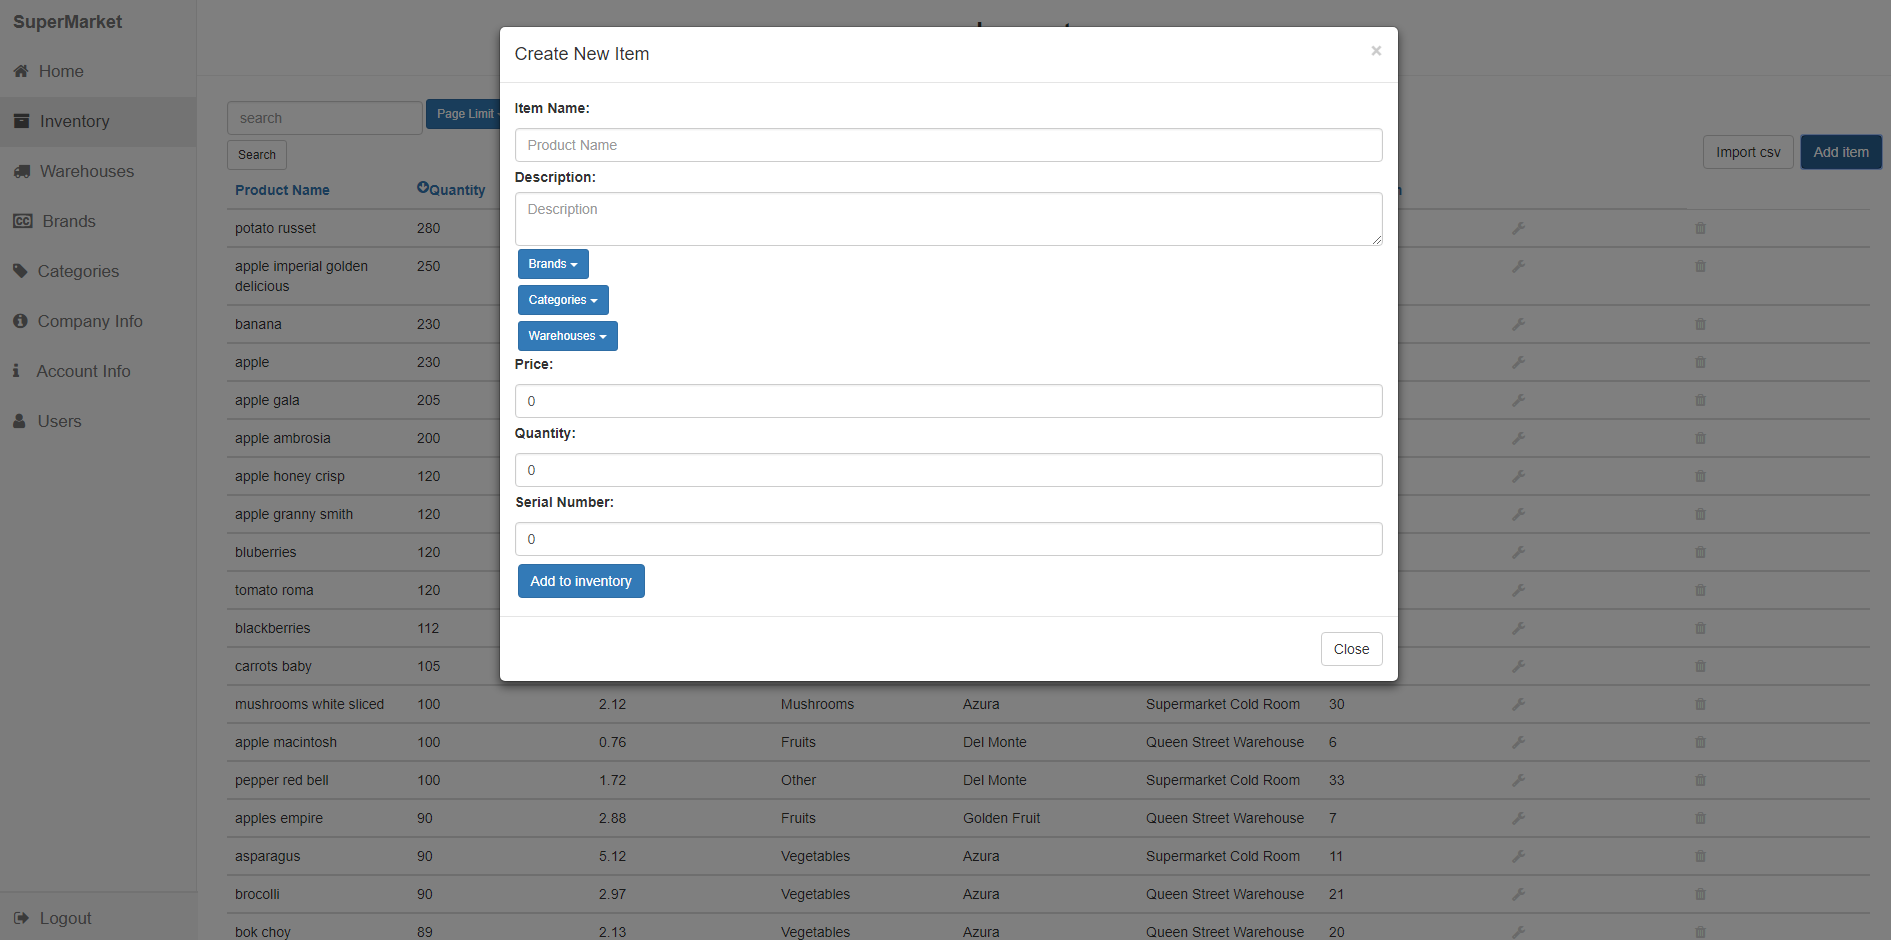 SuperMarket
Home
Inventory
Warehouses
Brands
Categories
Company Info
Account Info
Users
Logout
search
Page Limit
Search
Import csv
Add item
Create New Item
×
Item Name:
Product Name
Description:
Description
Brands
Categories
Warehouses
Price:
0
Quantity:
0
Serial Number:
0
Add to inventory
Close
Product Name Quantity
potato russet 280
apple imperial golden delicious 250
banana 230
apple 230
apple gala 205
apple ambrosia 200
apple honey crisp 120
apple granny smith 120
bluberries 120
tomato roma 120
blackberries 112
carrots baby 105
mushrooms white sliced 100 2.12 Mushrooms Azura Supermarket Cold Room 30
apple macintosh 100 0.76 Fruits Del Monte Queen Street Warehouse 6
pepper red bell 100 1.72 Other Del Monte Supermarket Cold Room 33
apples empire 90 2.88 Fruits Golden Fruit Queen Street Warehouse 7
asparagus 90 5.12 Vegetables Azura Supermarket Cold Room 11
brocolli 90 2.97 Vegetables Azura Queen Street Warehouse 21
bok choy 89 2.13 Vegetables Azura Queen Street Warehouse 20